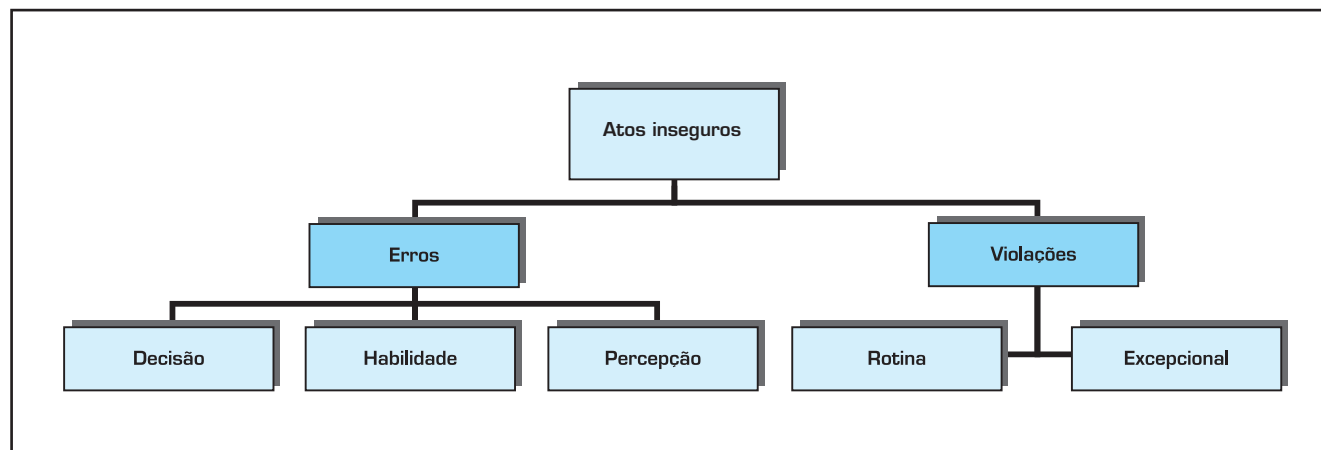 Atos inseguros
Erros
Violações
Decisão
Habilidade
Percepção
Rotina
Excepcional